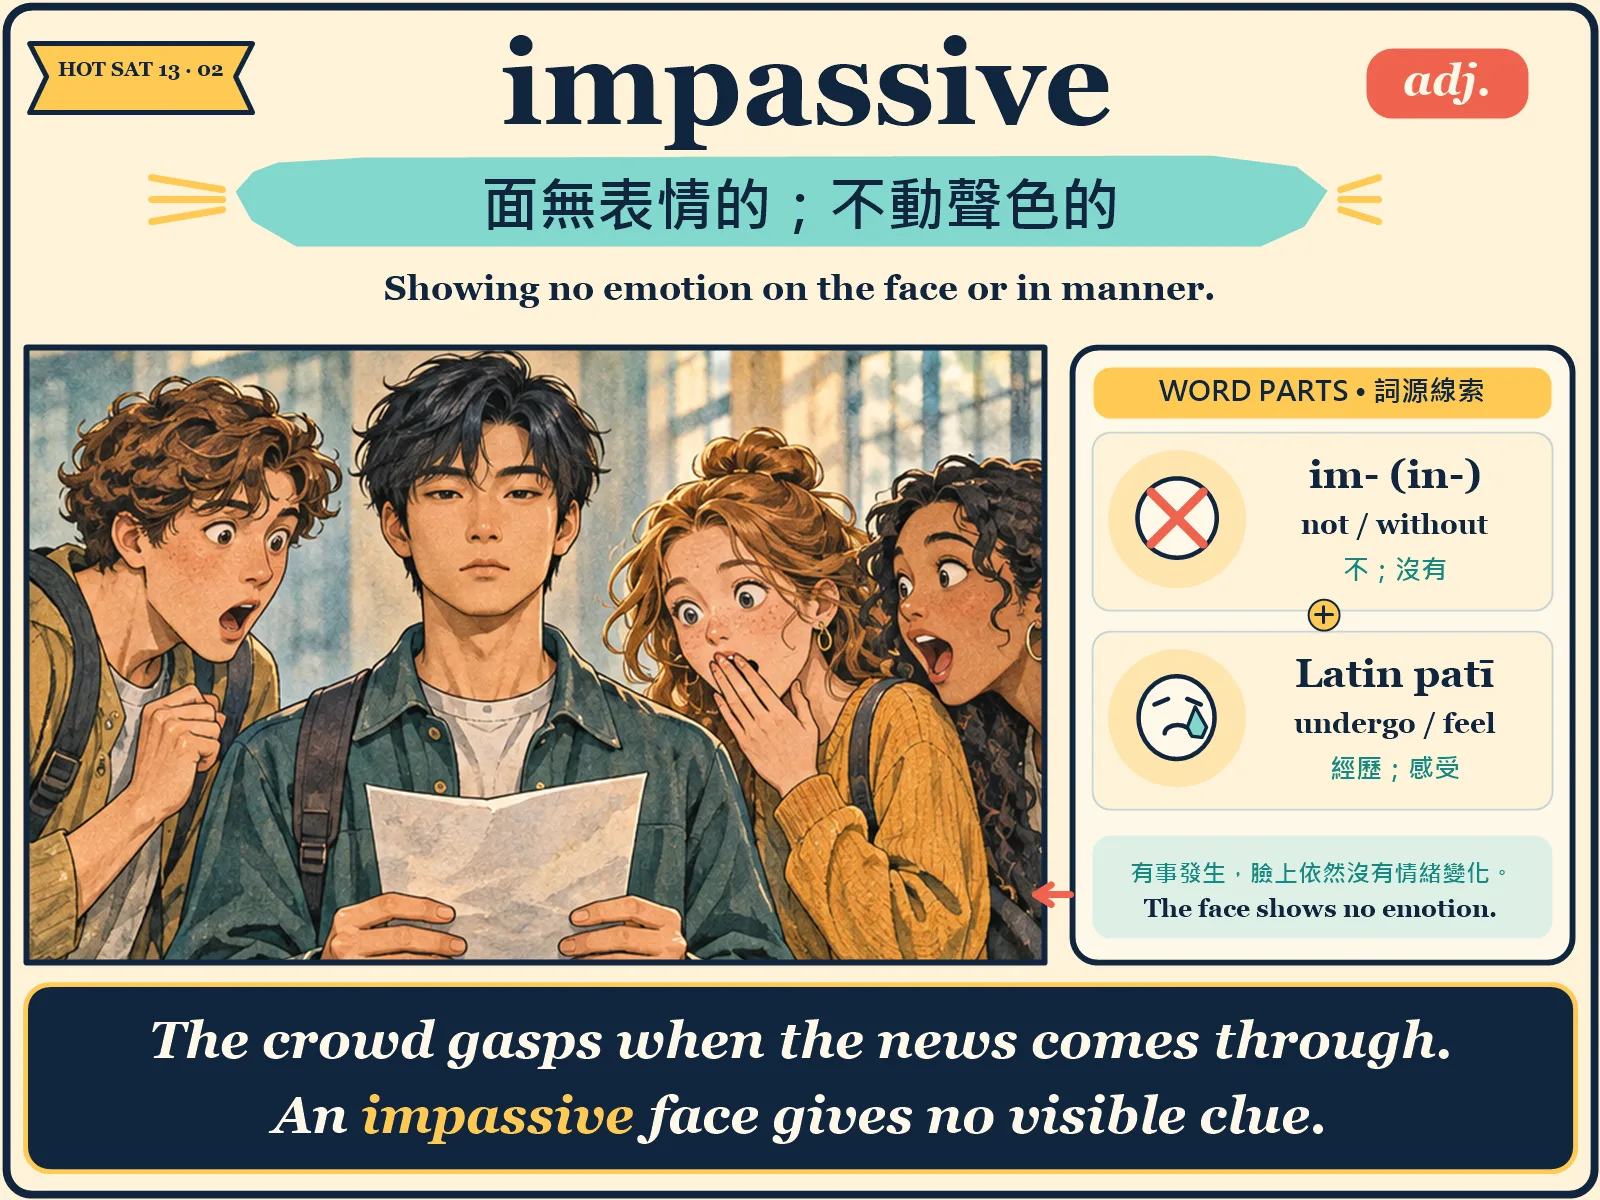 HOT SAT 13 · 02
impassive
adj.
面無表情的；不動聲色的
Showing no emotion on the face or in manner.
WORD PARTS • 詞源線索
im- (in-)
not / without
不；沒有
Latin patī
undergo / feel
經歷；感受
有事發生，臉上依然沒有情緒變化。
The face shows no emotion.
The crowd gasps when the news comes through.
An impassive face gives no visible clue.